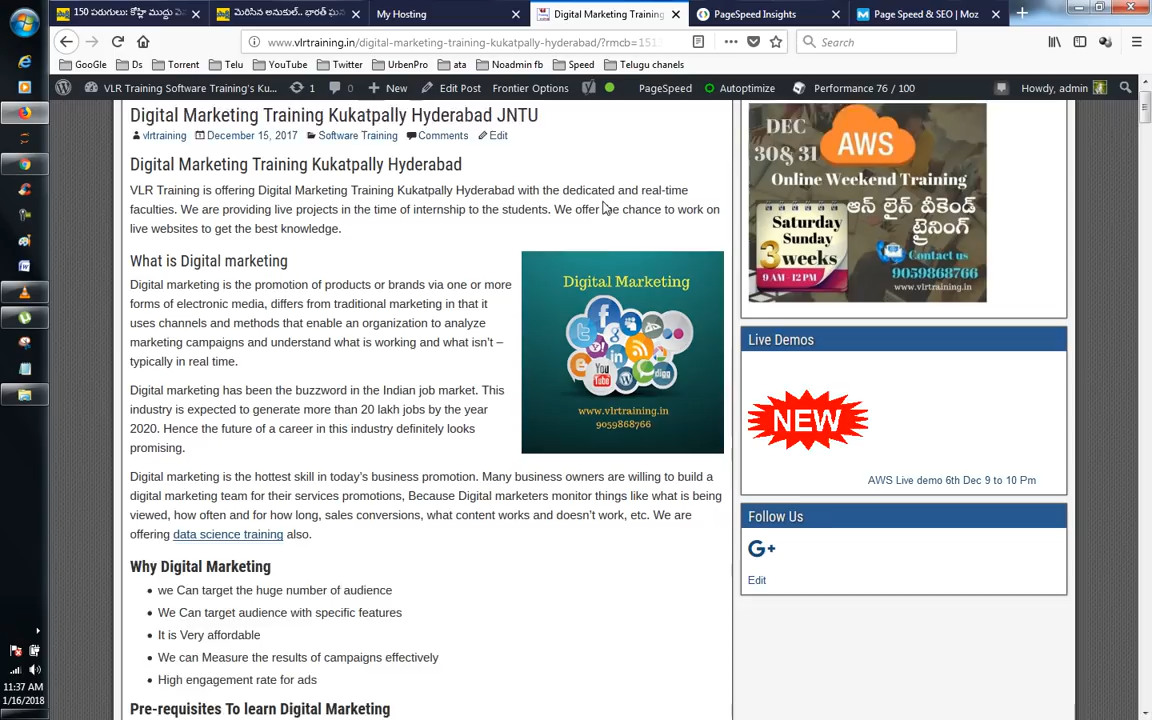 150 పరుగులు: కోహ్లీ ముద్దు
మెరిసిన అనుకుల్.. భారత్ ఘన
My Hosting
Digital Marketing Training
PageSpeed Insights
Page Speed & SEO | Moz
www.vlrtraining.in/digital-marketing-training-kukatpally-hyderabad/?rmcb=151
Search
GooGle Ds Torrent Telu YouTube Twitter UrbenPro ata Noadmin fb Speed Telugu chanels
VLR Training Software Training's Ku... 1 0 New Edit Post Frontier Options PageSpeed Autoptimize Performance 76 / 100 Howdy, admin
Digital Marketing Training Kukatpally Hyderabad JNTU
vlrtraining December 15, 2017 Software Training Comments Edit
Digital Marketing Training Kukatpally Hyderabad
VLR Training is offering Digital Marketing Training Kukatpally Hyderabad with the dedicated and real-time
faculties. We are providing live projects in the time of internship to the students. We offer the chance to work on
live websites to get the best knowledge.
What is Digital marketing
Digital marketing is the promotion of products or brands via one or more
forms of electronic media, differs from traditional marketing in that it
uses channels and methods that enable an organization to analyze
marketing campaigns and understand what is working and what isn't –
typically in real time.
Digital marketing has been the buzzword in the Indian job market. This
industry is expected to generate more than 20 lakh jobs by the year
2020. Hence the future of a career in this industry definitely looks
promising.
Digital Marketing
You
Tube
digg
www.vlrtraining.in
9059868766
Digital marketing is the hottest skill in today's business promotion. Many business owners are willing to build a
digital marketing team for their services promotions, Because Digital marketers monitor things like what is being
viewed, how often and for how long, sales conversions, what content works and doesn't work, etc. We are
offering data science training also.
Why Digital Marketing
we Can target the huge number of audience
We Can target audience with specific features
It is Very affordable
We can Measure the results of campaigns effectively
High engagement rate for ads
Pre-requisites To learn Digital Marketing
DEC
30& 31
AWS
Online Weekend Training
Saturday
Sunday
3 weeks
9 AM - 12 PM
ఆన్ లైన్ వీకెండ్
ట్రైనింగ్
Contact us
9059868766
www.vlrtraining.in
Live Demos
NEW
AWS Live demo 6th Dec 9 to 10 Pm
Follow Us
G+
Edit
11:37 AM
1/16/2018